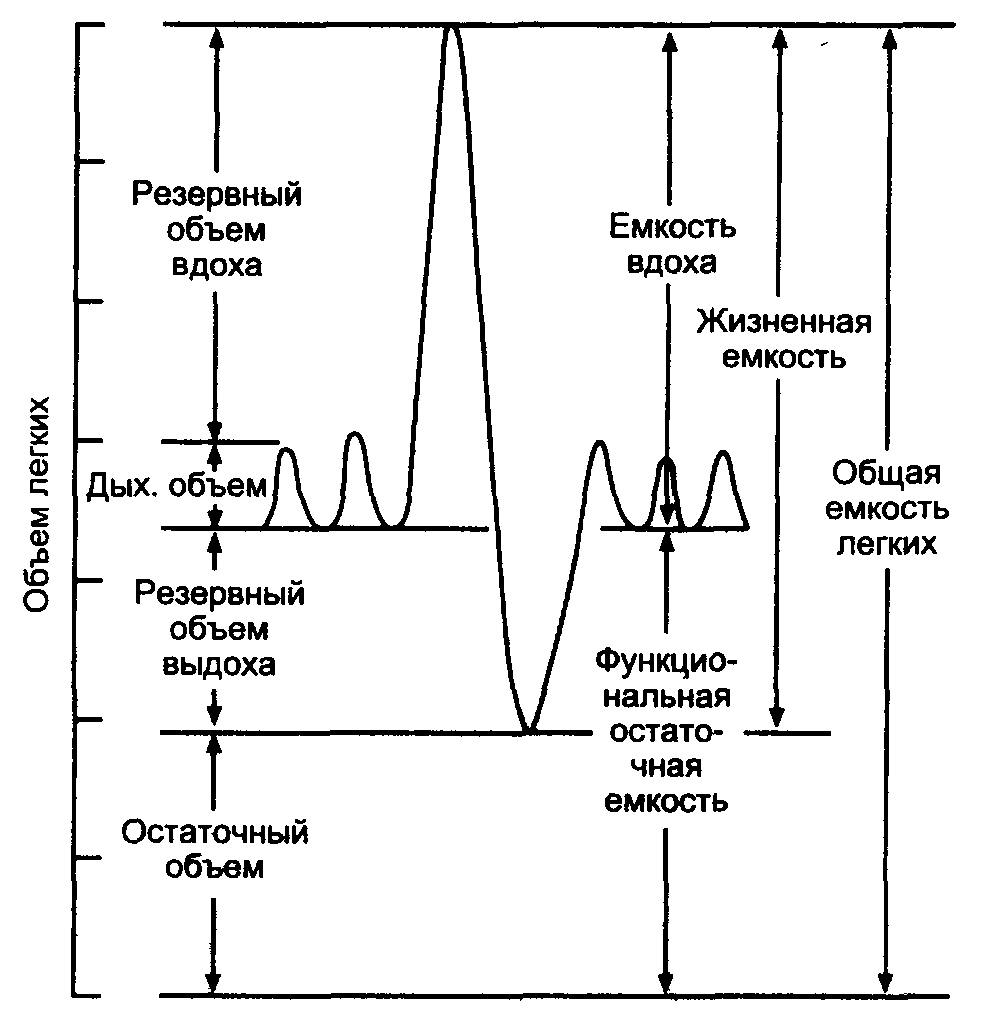 Объем легких
Резервный
объем
вдоха
Дых. объем
Резервный
объем
выдоха
Остаточный
объем
Емкость
вдоха
Функцио-
нальная
остато-
чная
емкость
Жизненная
емкость
Общая
емкость
легких